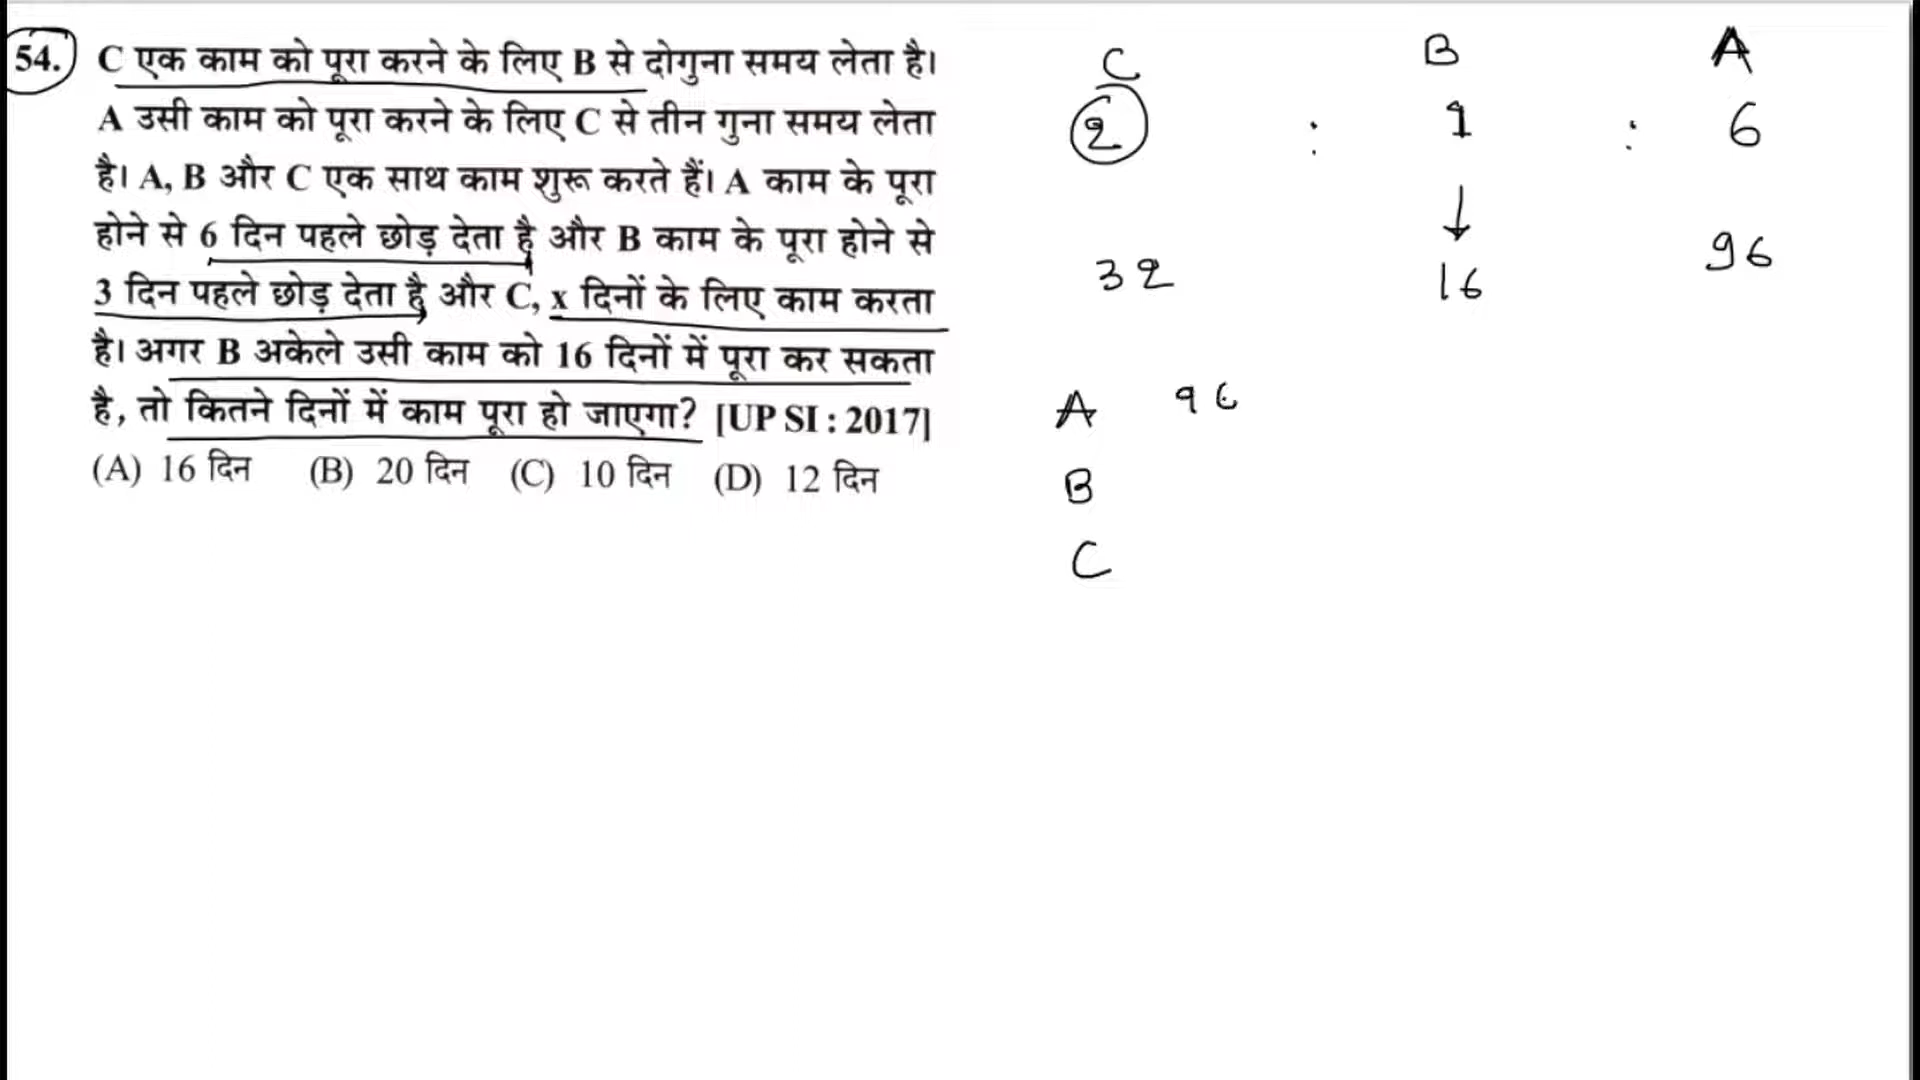 54. C एक काम को पूरा करने के लिए B से दोगुना समय लेता है।
A उसी काम को पूरा करने के लिए C से तीन गुना समय लेता
है। A, B और C एक साथ काम शुरू करते हैं। A काम के पूरा
होने से 6 दिन पहले छोड़ देता है और B काम के पूरा होने से
3 दिन पहले छोड़ देता है और C, x दिनों के लिए काम करता
है। अगर B अकेले उसी काम को 16 दिनों में पूरा कर सकता
है, तो कितने दिनों में काम पूरा हो जाएगा? [UP SI : 2017]
(A) 16 दिन (B) 20 दिन (C) 10 दिन (D) 12 दिन
C B A
2 : 1 : 6
32 16 96
A 96
B
C